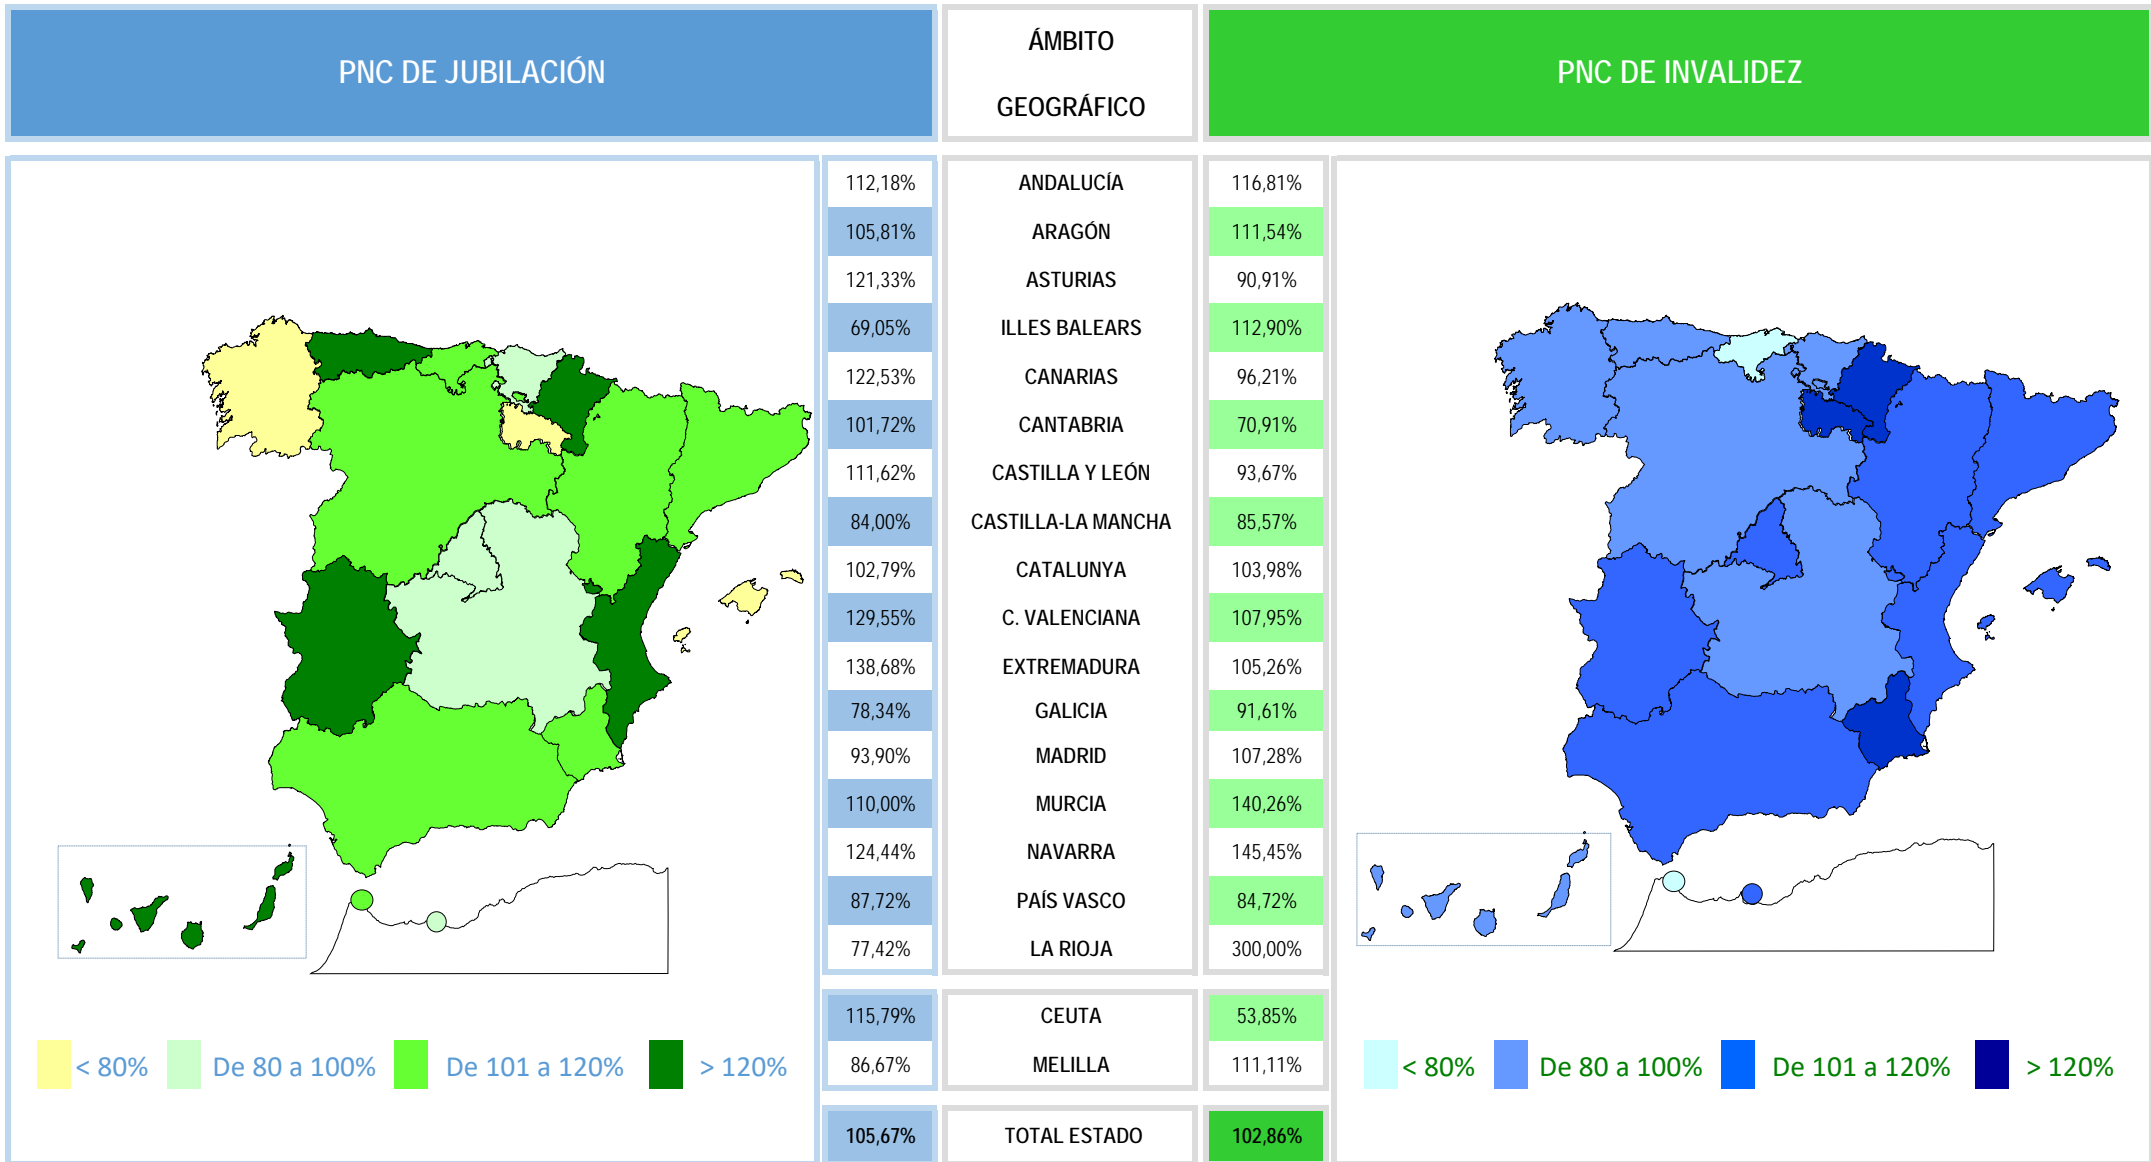 PNC DE JUBILACIÓN
ÁMBITO
GEOGRÁFICO
PNC DE INVALIDEZ
112,18% ANDALUCÍA 116,81%
105,81% ARAGÓN 111,54%
121,33% ASTURIAS 90,91%
69,05% ILLES BALEARS 112,90%
122,53% CANARIAS 96,21%
101,72% CANTABRIA 70,91%
111,62% CASTILLA Y LEÓN 93,67%
84,00% CASTILLA-LA MANCHA 85,57%
102,79% CATALUNYA 103,98%
129,55% C. VALENCIANA 107,95%
138,68% EXTREMADURA 105,26%
78,34% GALICIA 91,61%
93,90% MADRID 107,28%
110,00% MURCIA 140,26%
124,44% NAVARRA 145,45%
87,72% PAÍS VASCO 84,72%
77,42% LA RIOJA 300,00%
115,79% CEUTA 53,85%
86,67% MELILLA 111,11%
105,67% TOTAL ESTADO 102,86%
< 80% De 80 a 100% De 101 a 120% > 120%
< 80% De 80 a 100% De 101 a 120% > 120%